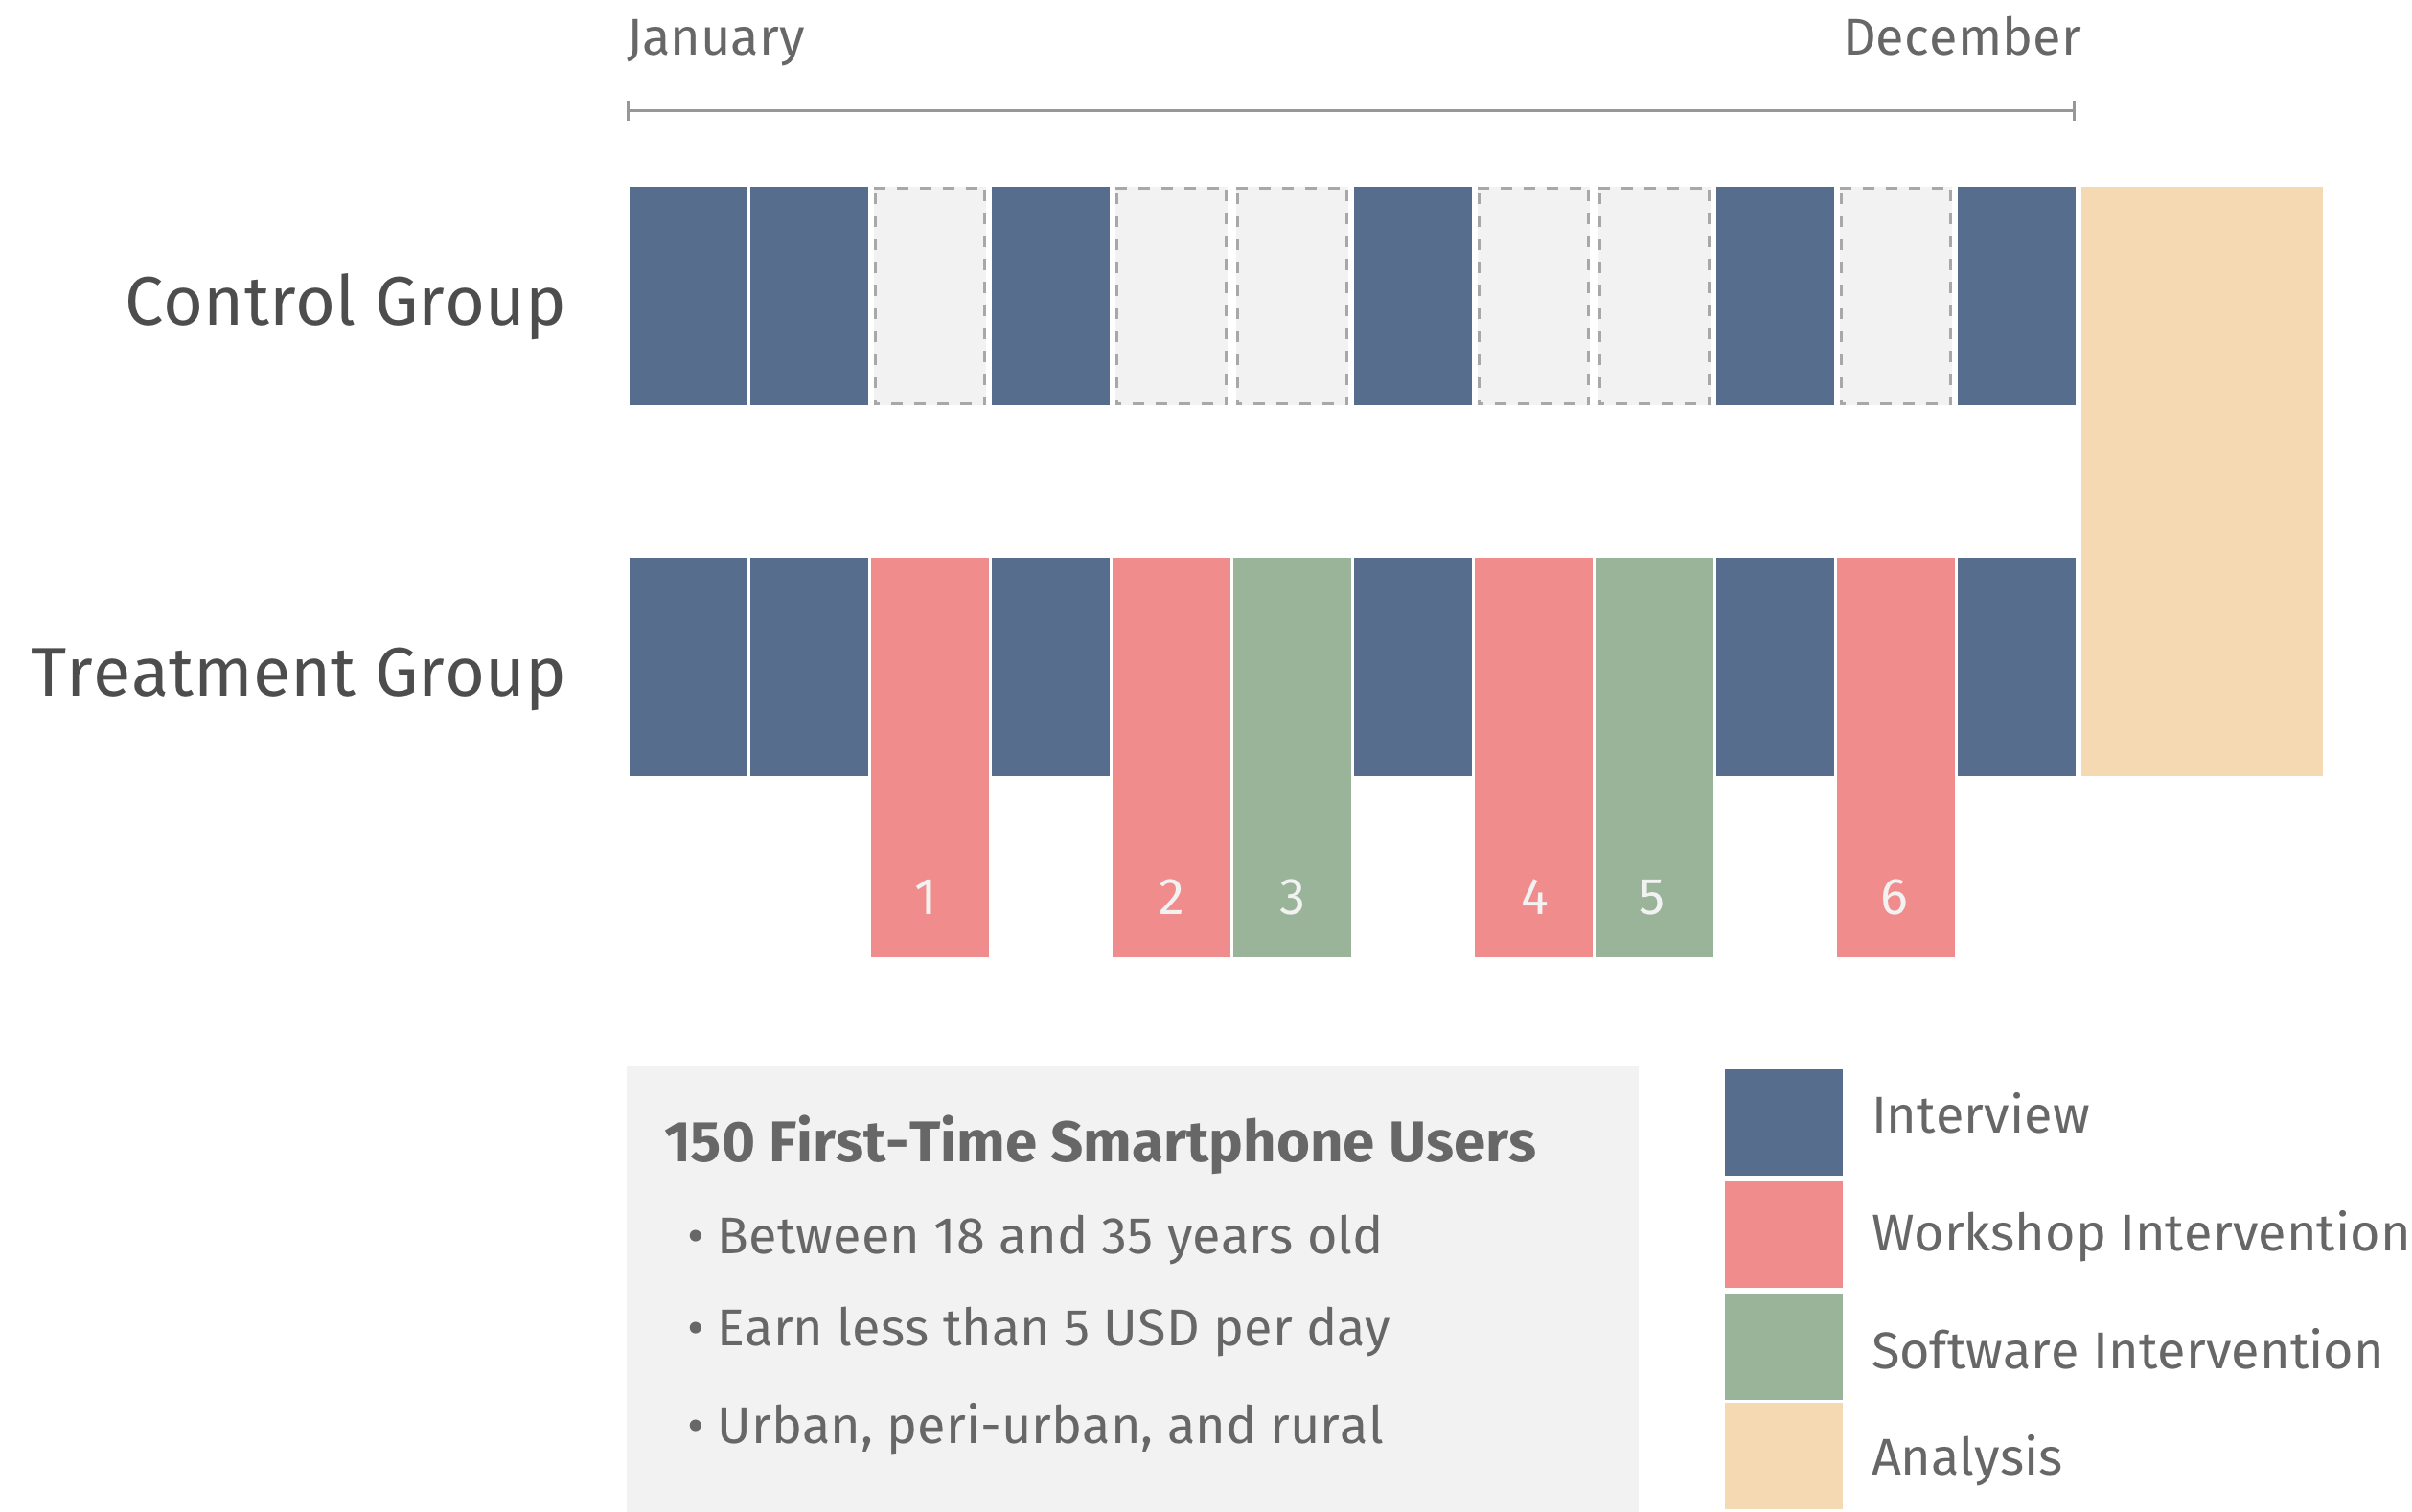 January
December
Control Group
Treatment Group
1
2
3
4
5
6
150 First-Time Smartphone Users
• Between 18 and 35 years old
• Earn less than 5 USD per day
• Urban, peri-urban, and rural
Interview
Workshop Intervention
Software Intervention
Analysis